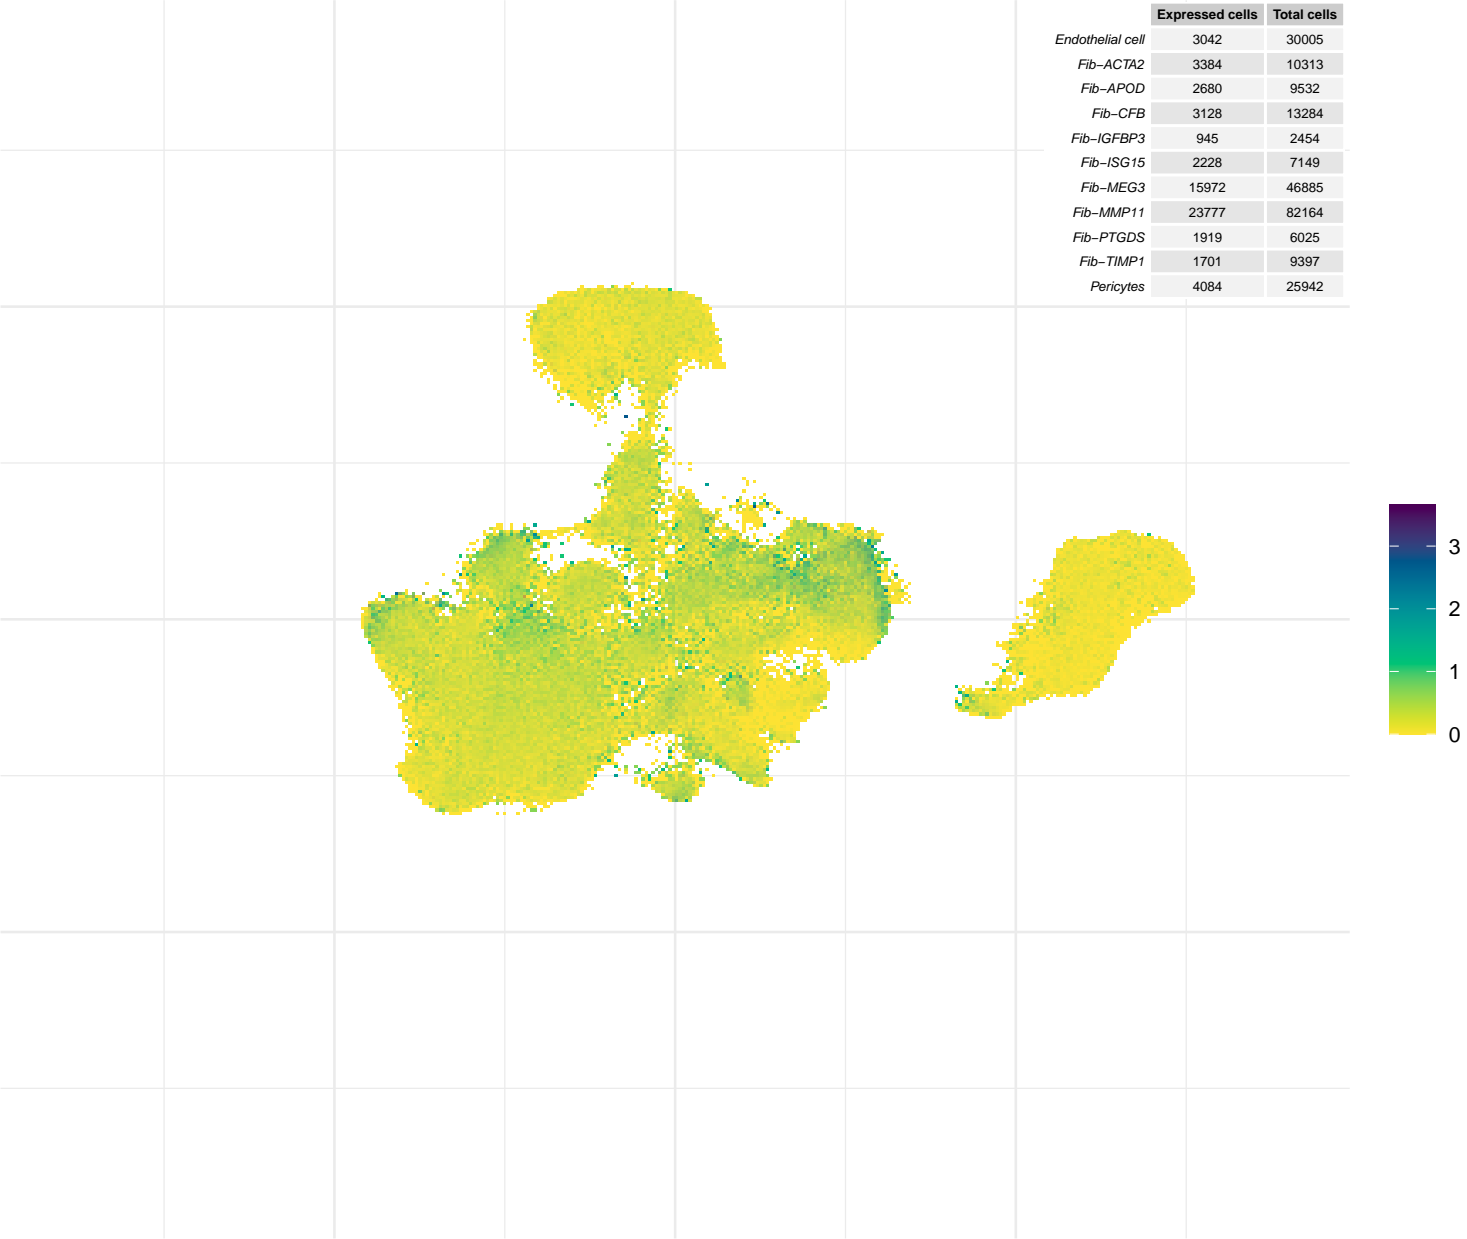 Expressed cells Total cells
Endothelial cell 3042 30005
Fib−ACTA2 3384 10313
Fib−APOD 2680 9532
Fib−CFB 3128 13284
Fib−IGFBP3 945 2454
Fib−ISG15 2228 7149
Fib−MEG3 15972 46885
Fib−MMP11 23777 82164
Fib−PTGDS 1919 6025
Fib−TIMP1 1701 9397
Pericytes 4084 25942
3
2
1
0